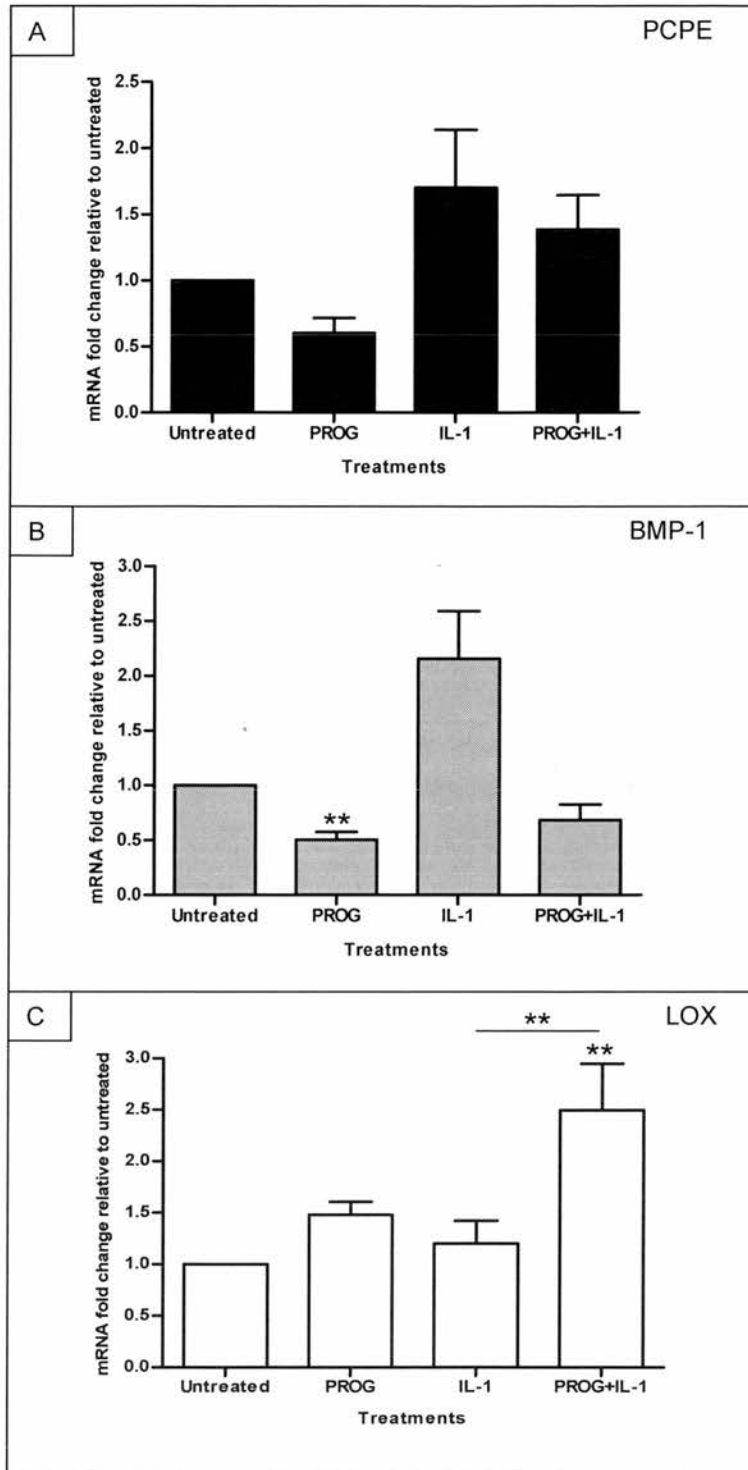 A
PCPE
mRNA fold change relative to untreated
2.5
2.0
1.5
1.0
0.5
0.0
Untreated PROG IL-1 PROG+IL-1
Treatments
B
BMP-1
mRNA fold change relative to untreated
3.0
2.5
2.0
1.5
1.0
0.5
0.0
**
Untreated PROG IL-1 PROG+IL-1
Treatments
C
LOX
mRNA fold change relative to untreated
**
**
3.0
2.5
2.0
1.5
1.0
0.5
0.0
Untreated PROG IL-1 PROG+IL-1
Treatments